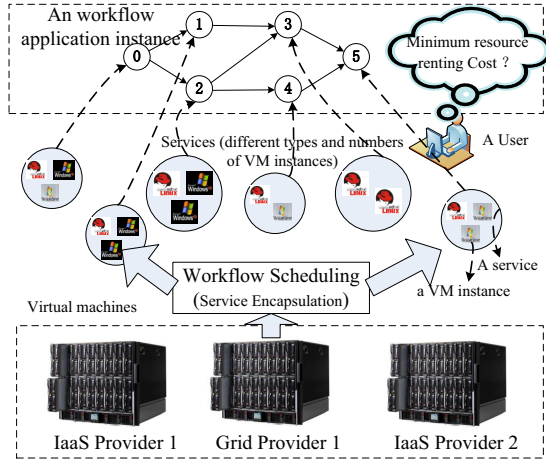 An workflow
application instance
0
1
2
3
4
5
Minimum resource
renting Cost ?
A User
Services (different types and numbers
of VM instances)
A service
a VM instance
Workflow Scheduling
(Service Encapsulation)
Virtual machines
IaaS Provider 1
Grid Provider 1
IaaS Provider 2